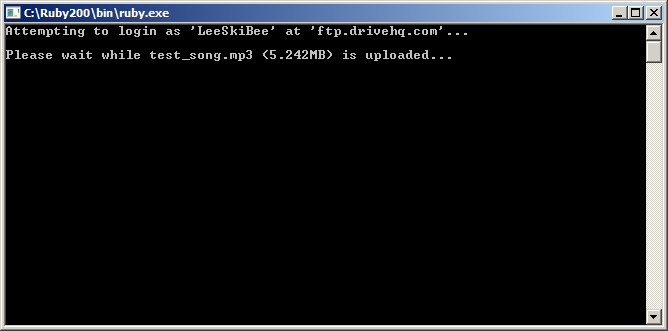 C:\Ruby200\bin\ruby.exe
Attempting to login as 'LeeSkiBee' at 'ftp.drivehq.com'...
Please wait while test_song.mp3 (5.242MB) is uploaded...